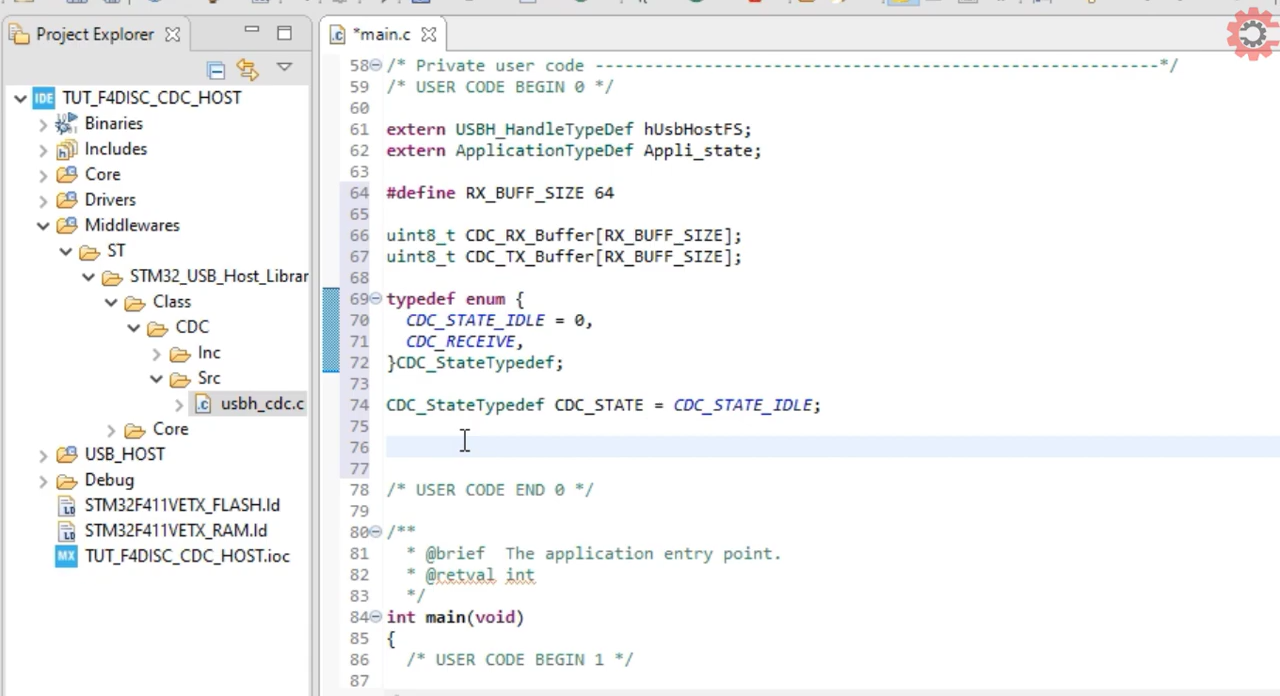 Project Explorer
TUT_F4DISC_CDC_HOST
Binaries
Includes
Core
Drivers
Middlewares
ST
STM32_USB_Host_Librar
Class
CDC
Inc
Src
usbh_cdc.c
Core
USB_HOST
Debug
STM32F411VETX_FLASH.ld
STM32F411VETX_RAM.ld
TUT_F4DISC_CDC_HOST.ioc
*main.c
58 /* Private user code ---------------------------------------------------------*/
59 /* USER CODE BEGIN 0 */
60
61 extern USBH_HandleTypeDef hUsbHostFS;
62 extern ApplicationTypeDef Appli_state;
63
64 #define RX_BUFF_SIZE 64
65
66 uint8_t CDC_RX_Buffer[RX_BUFF_SIZE];
67 uint8_t CDC_TX_Buffer[RX_BUFF_SIZE];
68
69 typedef enum {
70 CDC_STATE_IDLE = 0,
71 CDC_RECEIVE,
72 }CDC_StateTypedef;
73
74 CDC_StateTypedef CDC_STATE = CDC_STATE_IDLE;
75
76
77
78 /* USER CODE END 0 */
79
80 /**
81 * @brief The application entry point.
82 * @retval int
83 */
84 int main(void)
85 {
86 /* USER CODE BEGIN 1 */
87